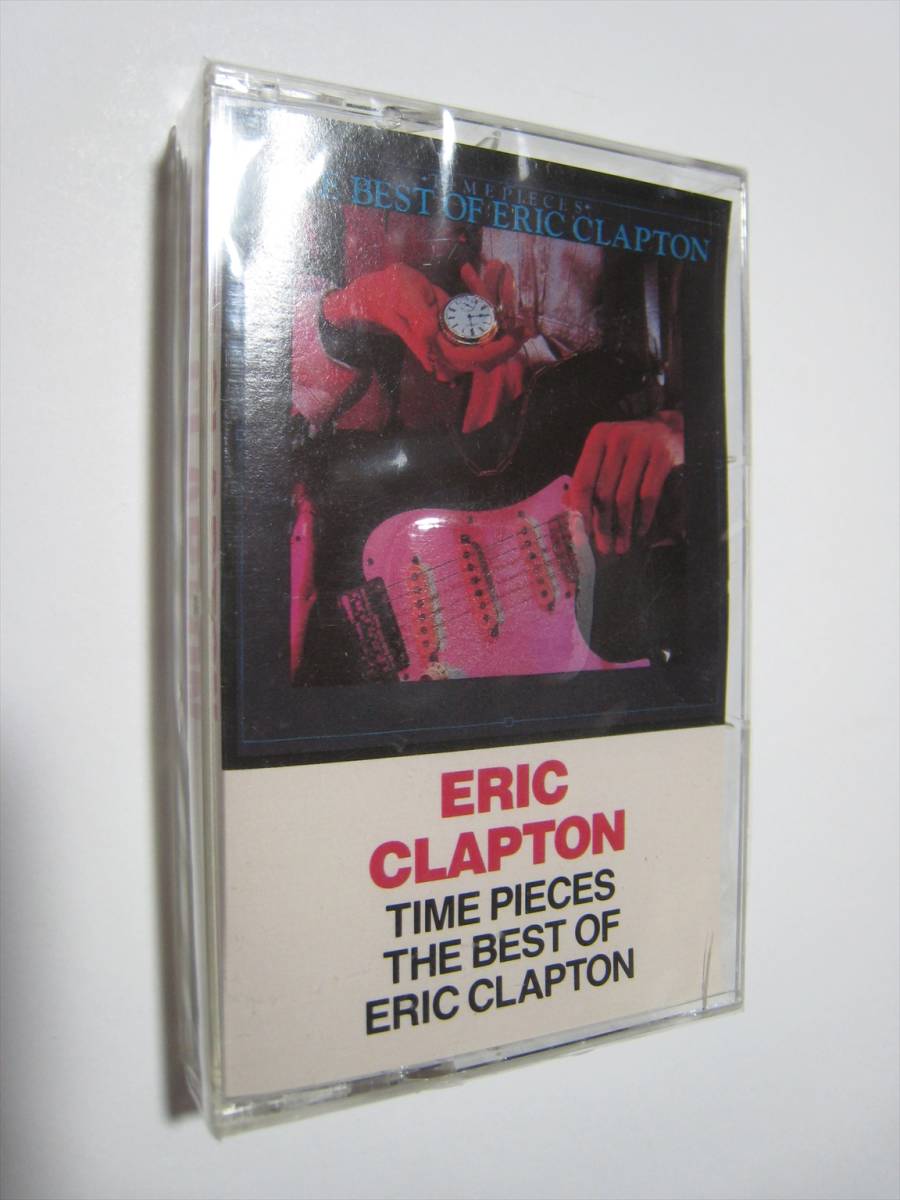 •TIMEPIECES•
BEST OF ERIC CLAPTON
ERIC
CLAPTON
TIME PIECES
THE BEST OF
ERIC CLAPTON